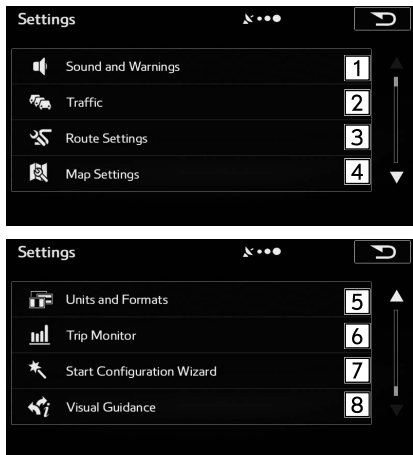 Settings
Sound and Warnings 1
Traffic 2
Route Settings 3
Map Settings 4
Settings
Units and Formats 5
Trip Monitor 6
Start Configuration Wizard 7
Visual Guidance 8